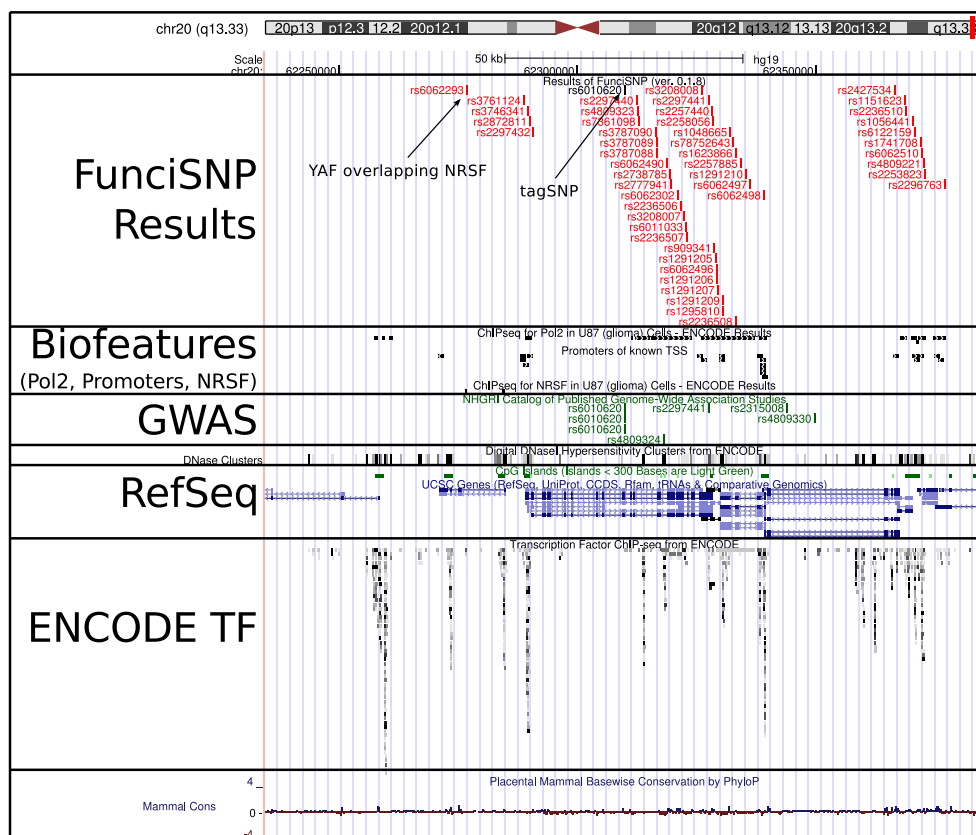 chr20 (q13.33) 20p13 p12.3 12.2 20p12.1 20q12 q13.12 13.13 20q13.2 q13.33
Scale 50 kb hg19
chr20: 62250000 62300000 62350000
Results of FunciSNP (ver. 0.1.8)
rs6062293 rs6010620 rs3208008 rs2427534
rs3761124 rs2297440 rs2297441 rs1151623
rs3746341 rs4809323 rs2257440 rs2236510
rs2872811 rs7361098 rs2258056 rs1056441
rs2297432 rs3787090 rs1048665 rs6122159
rs3787089 rs78752643 rs1741708
rs3787088 rs1623866 rs6062510
YAF overlapping NRSF rs6062490 rs2257885 rs4809221
FunciSNP rs2738785 rs1291210 rs2253823
tagSNP rs2777941 rs6062497 rs2296763
rs6062302 rs6062498
rs2236506
Results rs3208007
rs6011033
rs2236507
rs909341
rs1291205
rs6062496
rs1291206
rs1291207
rs1291209
rs1295810
rs2236508
Biofeatures
(Pol2, Promoters, NRSF)
ChIPseq for Pol2 in U87 (glioma) Cells - ENCODE Results
Promoters of known TSS
ChIPseq for NRSF in U87 (glioma) Cells - ENCODE Results
GWAS
NHGRI Catalog of Published Genome-Wide Association Studies
rs6010620 rs2297441 rs2315008
rs6010620 rs4809330
rs6010620
rs4809324
DNase Clusters Digital DNaseI Hypersensitivity Clusters from ENCODE
RefSeq
CpG Islands (Islands < 300 Bases are Light Green)
UCSC Genes (RefSeq, UniProt, CCDS, Rfam, tRNAs & Comparative Genomics)
Transcription Factor ChIP-seq from ENCODE
ENCODE TF
4 Placental Mammal Basewise Conservation by PhyloP
Mammal Cons 0 -
-4